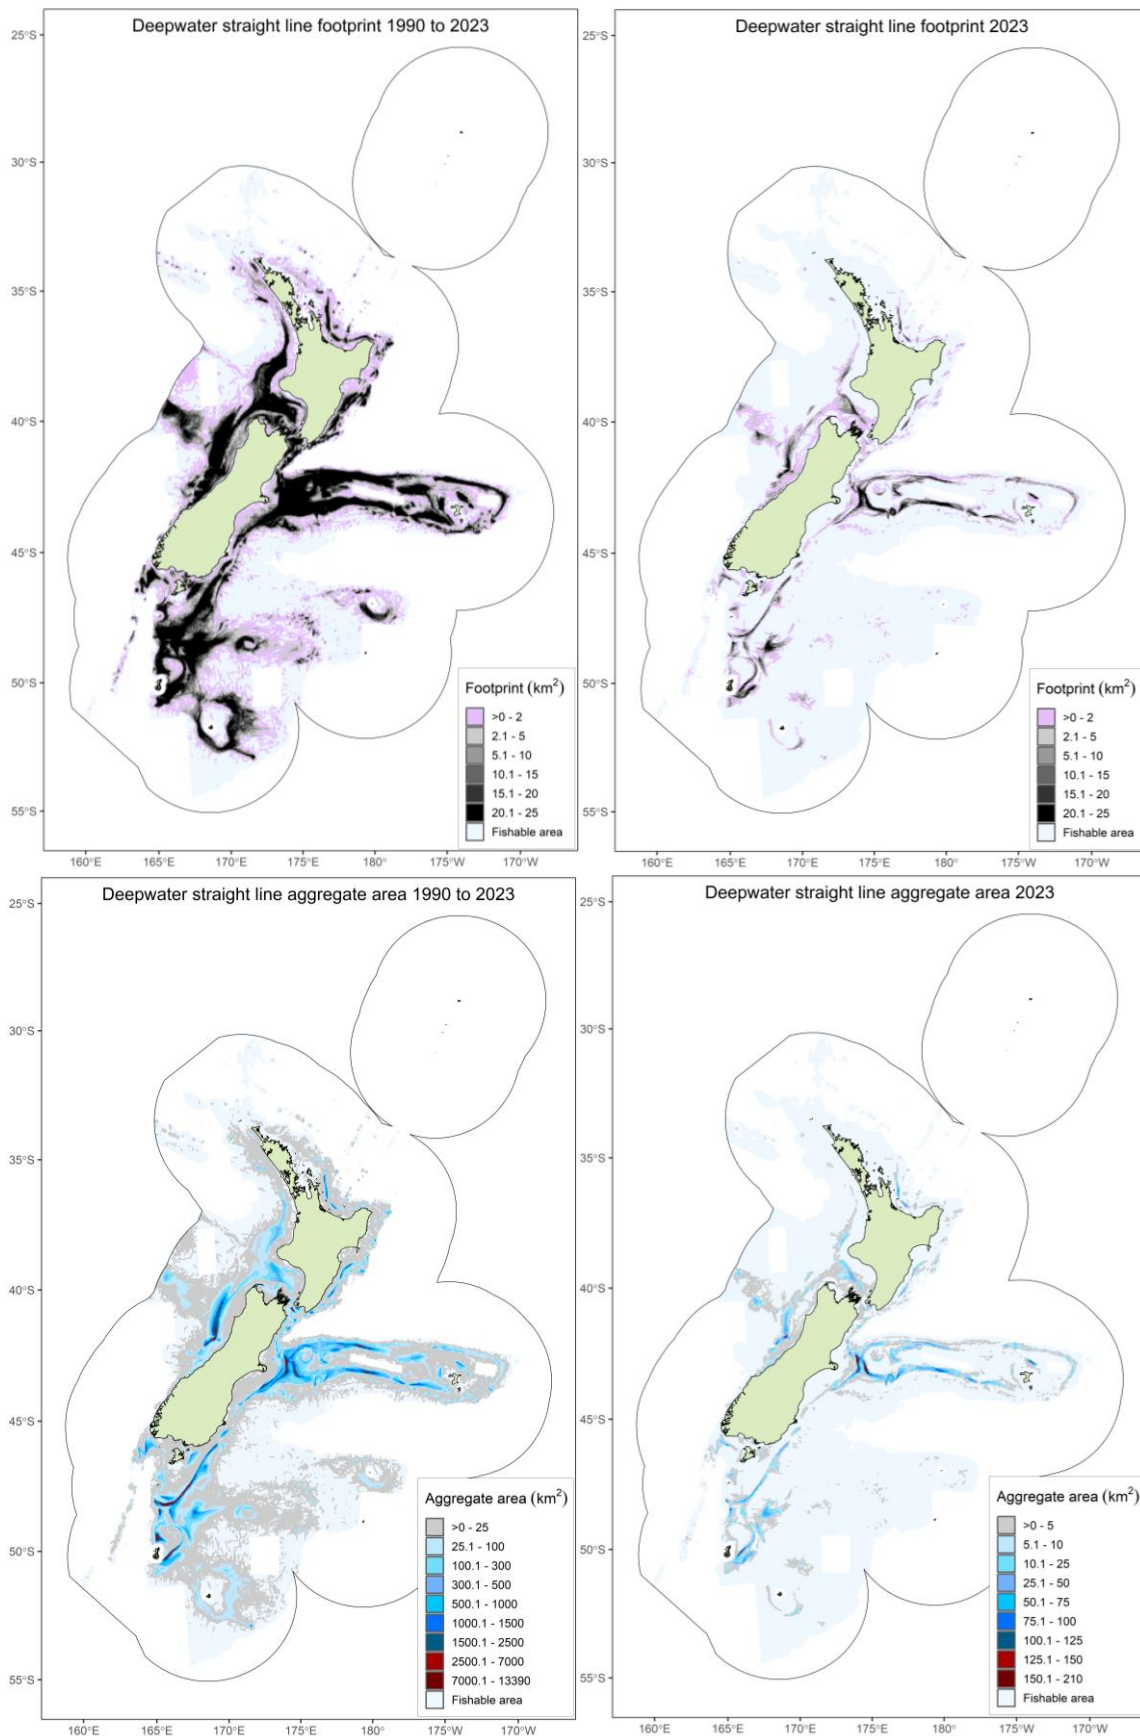 Deepwater straight line footprint 1990 to 2023
25°S
30°S
35°S
40°S
45°S
50°S
55°S
160°E
165°E
170°E
175°E
180°
175°W
170°W
Footprint (km²)
>0 - 2
2.1 - 5
5.1 - 10
10.1 - 15
15.1 - 20
20.1 - 25
Fishable area
Deepwater straight line footprint 2023
25°S
30°S
35°S
40°S
45°S
50°S
55°S
160°E
165°E
170°E
175°E
180°
175°W
170°W
Footprint (km²)
>0 - 2
2.1 - 5
5.1 - 10
10.1 - 15
15.1 - 20
20.1 - 25
Fishable area
Deepwater straight line aggregate area 1990 to 2023
25°S
30°S
35°S
40°S
45°S
50°S
55°S
160°E
165°E
170°E
175°E
180°
175°W
170°W
Aggregate area (km²)
>0 - 25
25.1 - 100
100.1 - 300
300.1 - 500
500.1 - 1000
1000.1 - 1500
1500.1 - 2500
2500.1 - 7000
7000.1 - 13390
Fishable area
Deepwater straight line aggregate area 2023
25°S
30°S
35°S
40°S
45°S
50°S
55°S
160°E
165°E
170°E
175°E
180°
175°W
170°W
Aggregate area (km²)
>0 - 5
5.1 - 10
10.1 - 25
25.1 - 50
50.1 - 75
75.1 - 100
100.1 - 125
125.1 - 150
150.1 - 210
Fishable area